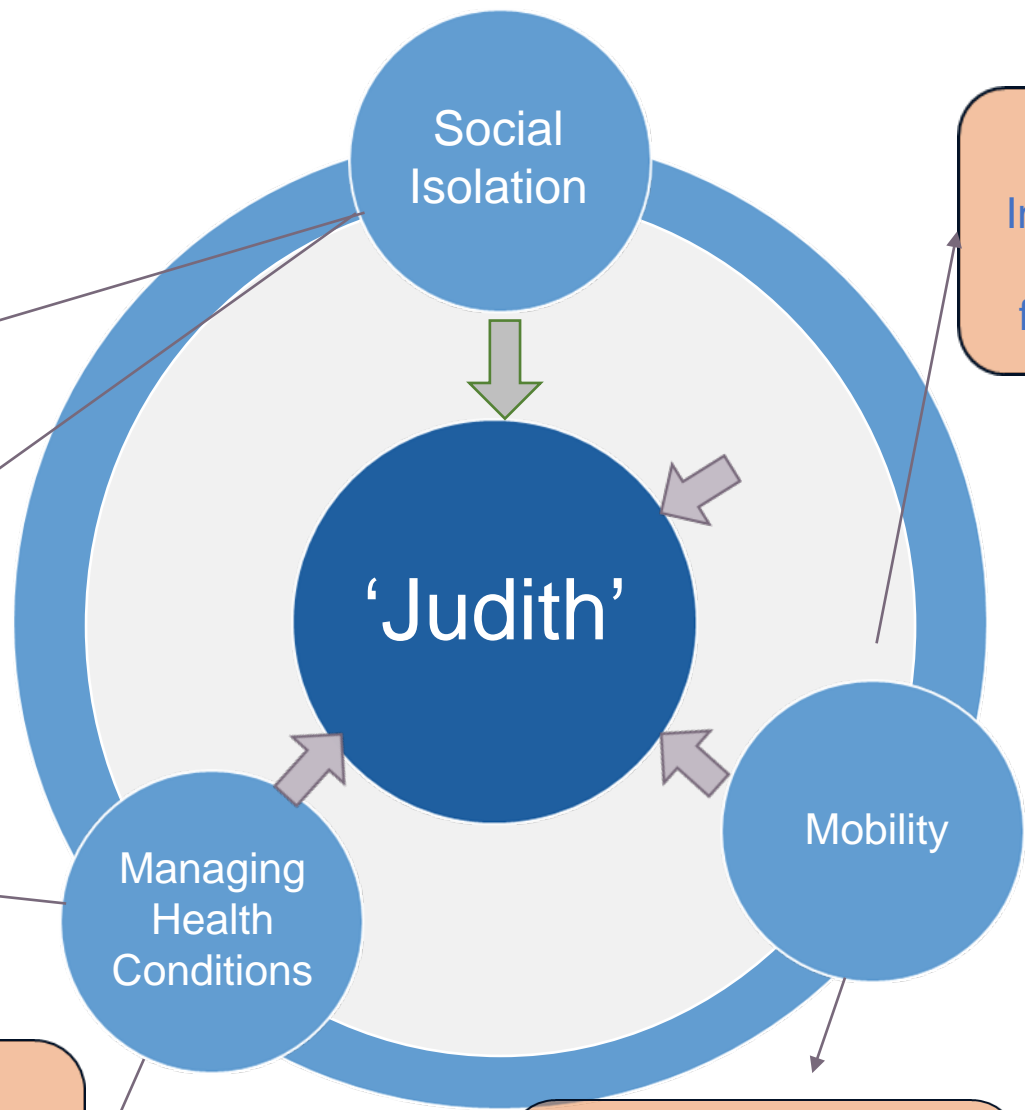 Social
Isolation
‘Judith’
Mobility
Managing
Health
Conditions